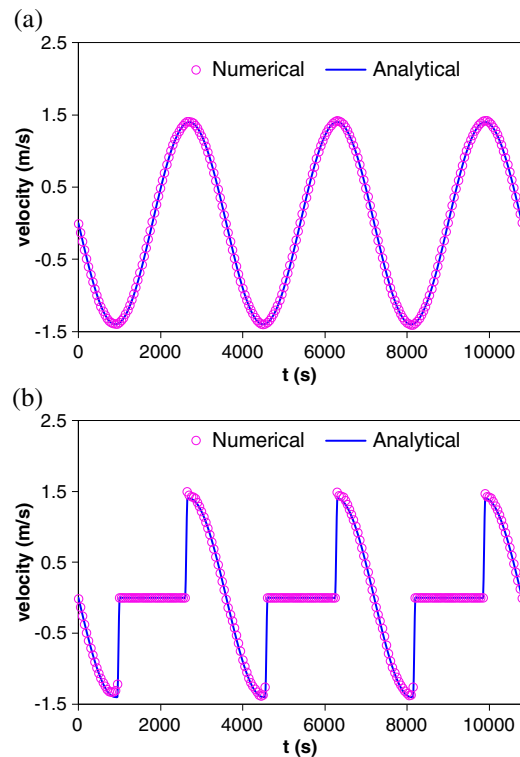 (a)
2.5
Numerical
Analytical
1.5
0.5
-0.5
-1.5
velocity (m/s)
0 2000 4000 6000 8000 10000
t (s)
(b)
2.5
Numerical
Analytical
1.5
0.5
-0.5
-1.5
velocity (m/s)
0 2000 4000 6000 8000 10000
t (s)